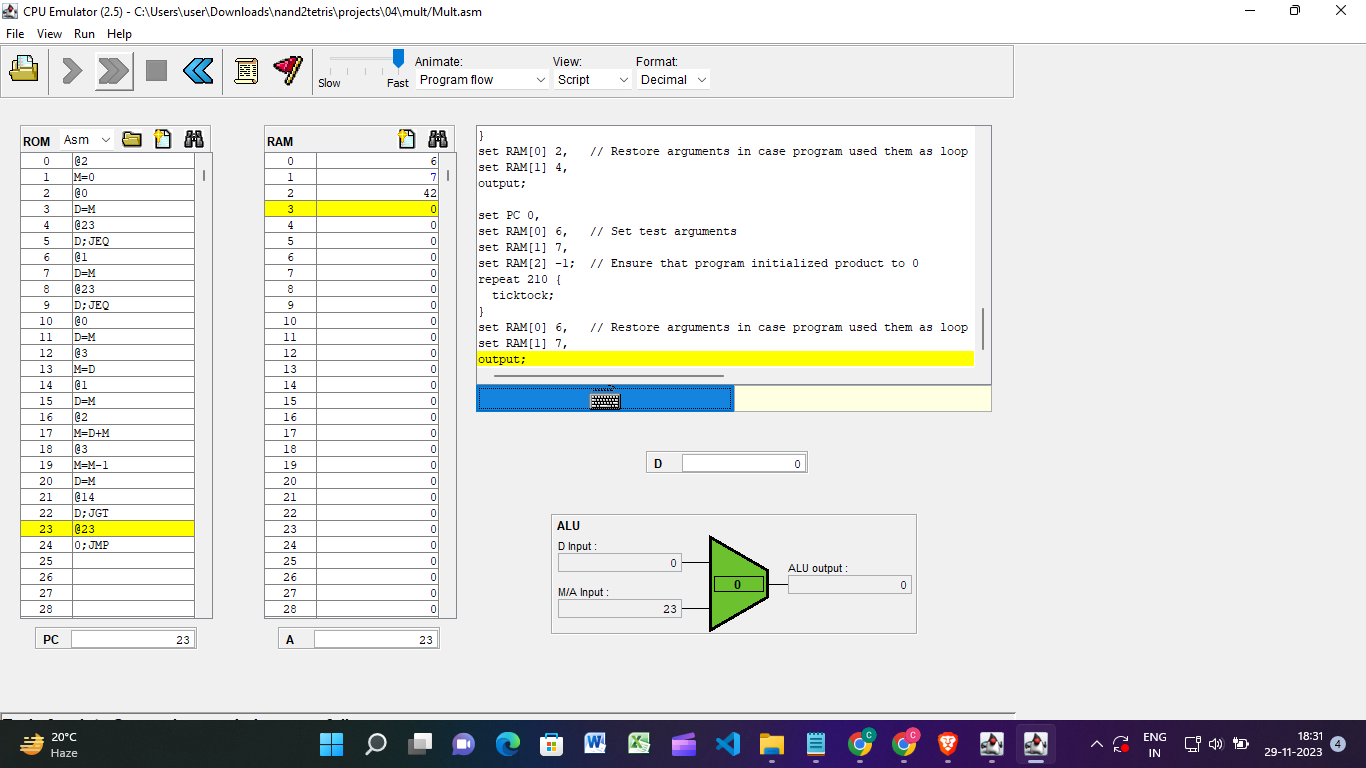 CPU Emulator (2.5) - C:\Users\user\Downloads\nand2tetris\projects\04\mult/Mult.asm
File View Run Help
Animate: View: Format:
Slow Fast Program flow Script Decimal
ROM Asm
0 @2
1 M=0
2 @0
3 D=M
4 @23
5 D;JEQ
6 @1
7 D=M
8 @23
9 D;JEQ
10 @0
11 D=M
12 @3
13 M=D
14 @1
15 D=M
16 @2
17 M=D+M
18 @3
19 M=M-1
20 D=M
21 @14
22 D;JGT
23 @23
24 0;JMP
25
26
27
28
PC 23
RAM
0 6
1 7
2 42
3 0
4 0
5 0
6 0
7 0
8 0
9 0
10 0
11 0
12 0
13 0
14 0
15 0
16 0
17 0
18 0
19 0
20 0
21 0
22 0
23 0
24 0
25 0
26 0
27 0
28 0
A 23
}
set RAM[0] 2, // Restore arguments in case program used them as loop
set RAM[1] 4,
output;
set PC 0,
set RAM[0] 6, // Set test arguments
set RAM[1] 7,
set RAM[2] -1; // Ensure that program initialized product to 0
repeat 210 {
ticktock;
}
set RAM[0] 6, // Restore arguments in case program used them as loop
set RAM[1] 7,
output;
D 0
ALU
D Input :
0
M/A Input :
23
0
ALU output :
0
20°C
Haze
ENG
IN
18:31
29-11-2023
4